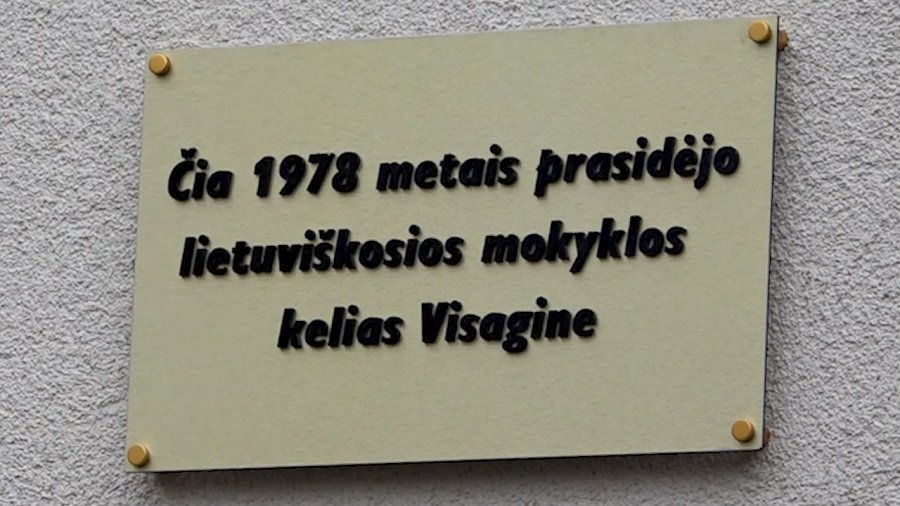 Čia 1978 metais prasidėjo
lietuviškosios mokyklos
kelias Visagine